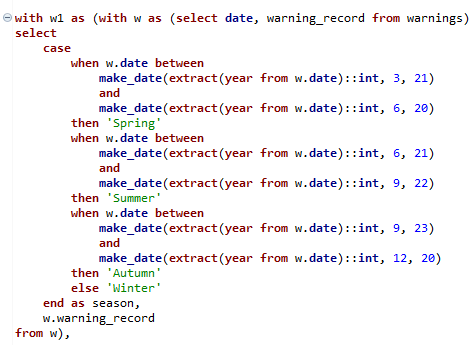 with w1 as (with w as (select date, warning_record from warnings)
select
case
when w.date between
make_date(extract(year from w.date)::int, 3, 21)
and
make_date(extract(year from w.date)::int, 6, 20)
then 'Spring'
when w.date between
make_date(extract(year from w.date)::int, 6, 21)
and
make_date(extract(year from w.date)::int, 9, 22)
then 'Summer'
when w.date between
make_date(extract(year from w.date)::int, 9, 23)
and
make_date(extract(year from w.date)::int, 12, 20)
then 'Autumn'
else 'Winter'
end as season,
w.warning_record
from w),